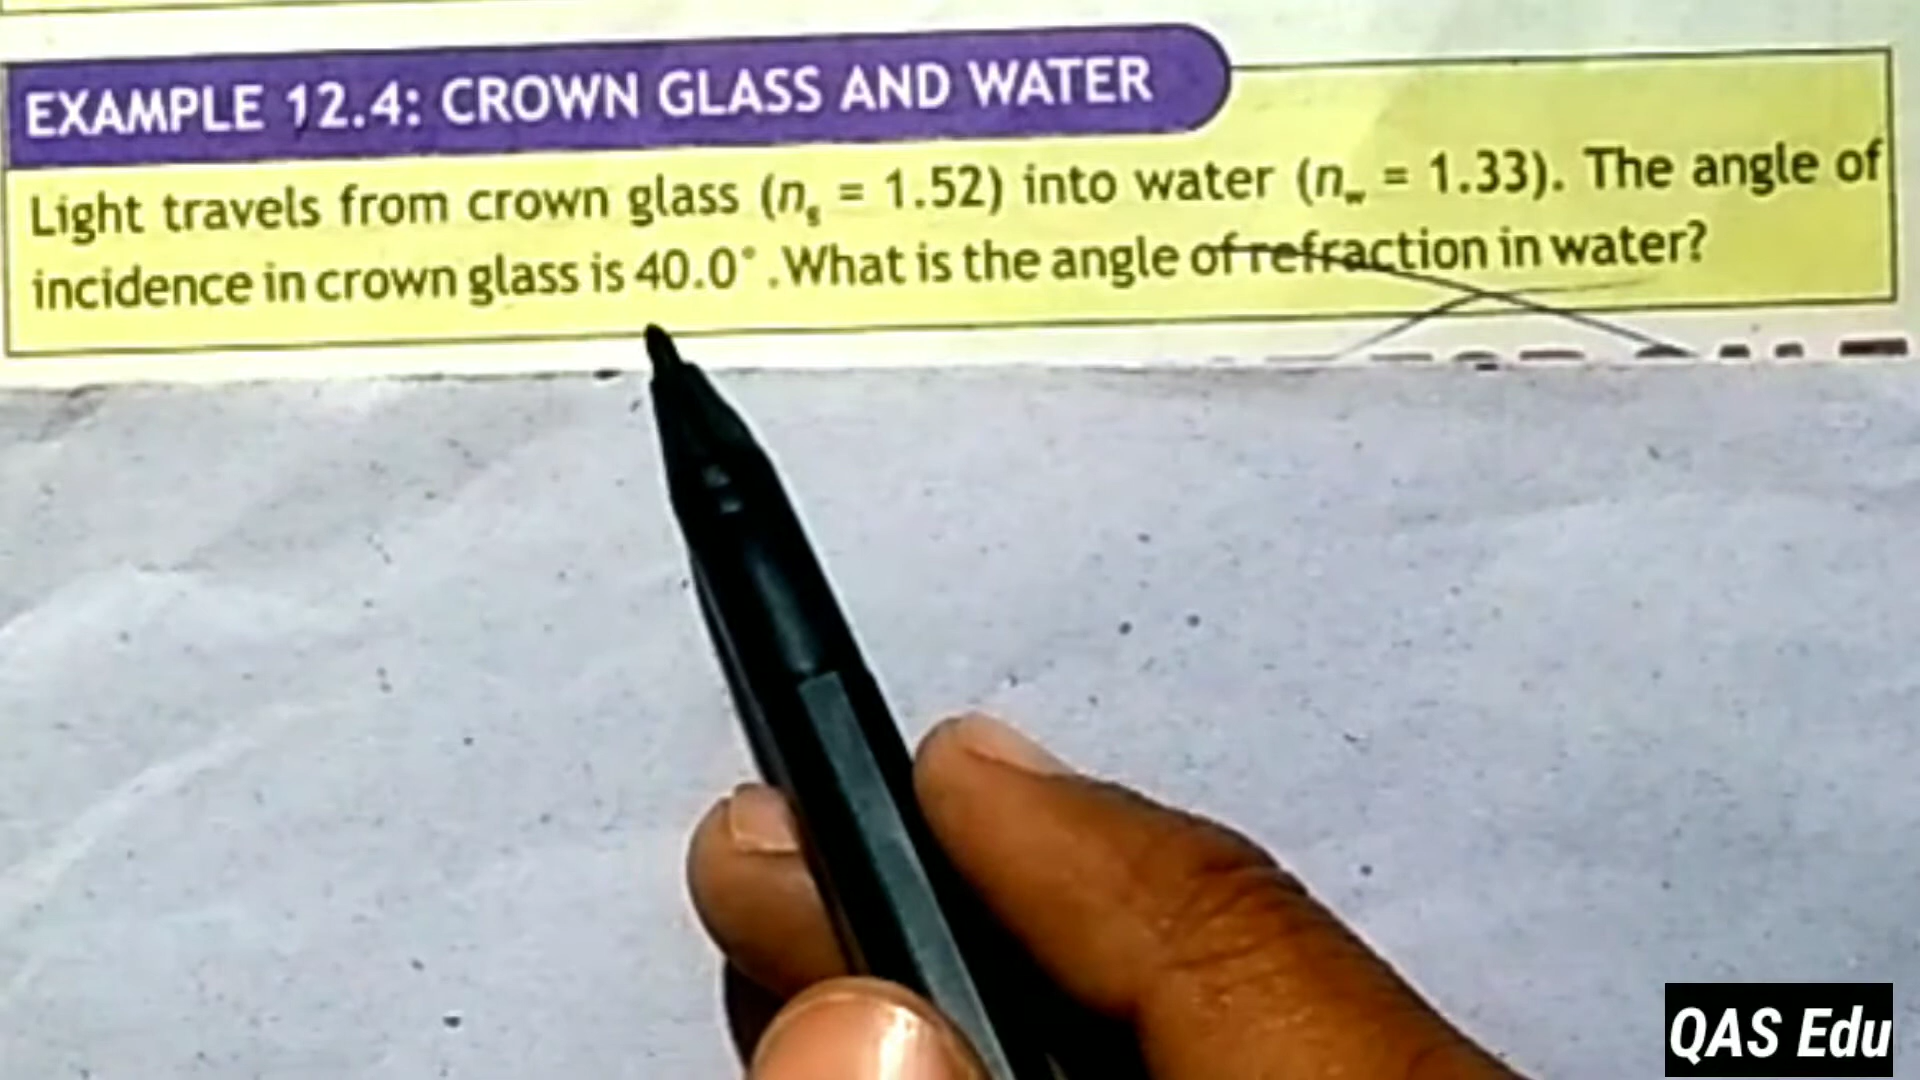 EXAMPLE 12.4: CROWN GLASS AND WATER
Light travels from crown glass (n_g = 1.52) into water (n_w = 1.33). The angle of
incidence in crown glass is 40.0°. What is the angle of refraction in water?
QAS Edu